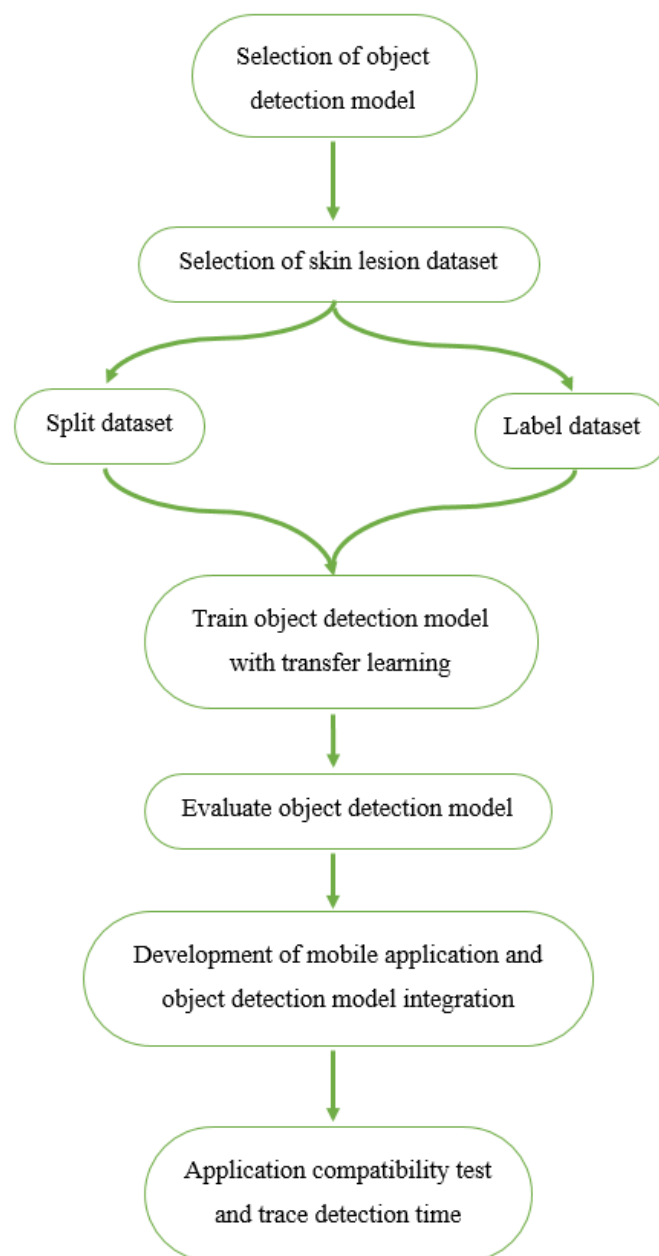 Selection of object
detection model
Selection of skin lesion dataset
Split dataset
Label dataset
Train object detection model
with transfer learning
Evaluate object detection model
Development of mobile application and
object detection model integration
Application compatibility test
and trace detection time